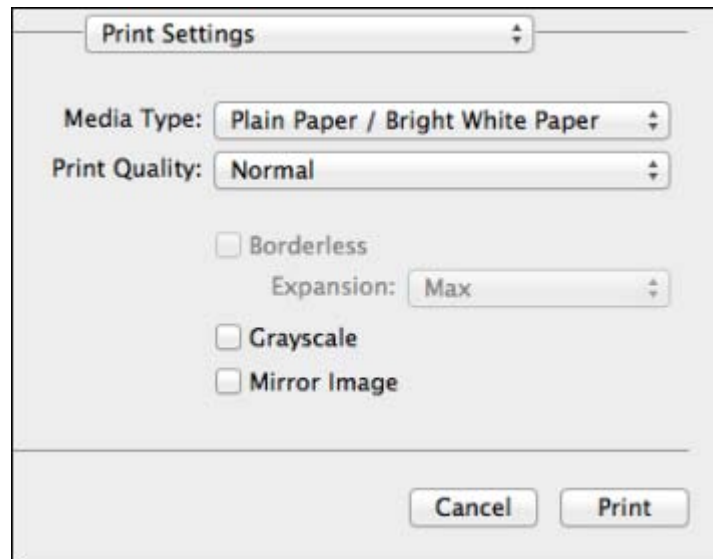 Print Settings
Media Type: Plain Paper / Bright White Paper
Print Quality: Normal
Borderless
Expansion: Max
Grayscale
Mirror Image
Cancel Print